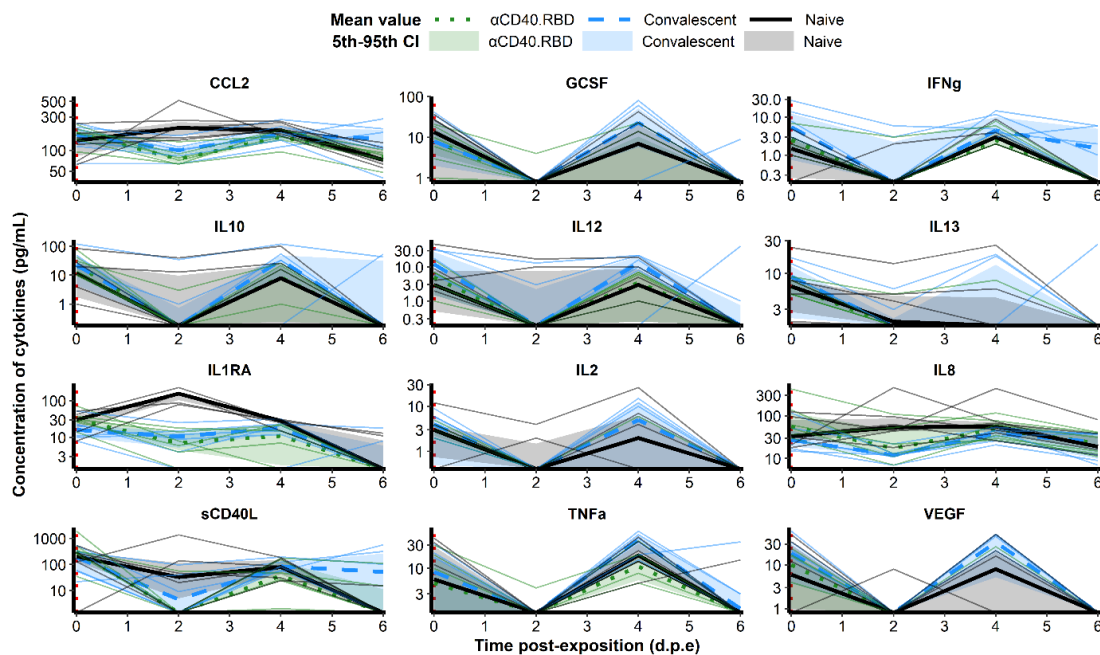 Mean value αCD40.RBD Convalescent Naive
5th-95th CI αCD40.RBD Convalescent Naive
Concentration of cytokines (pg/mL)
CCL2 GCSF IFNg
500 300 100 50
100 10 1
30.0 10.0 3.0 1.0 0.3
0 1 2 3 4 5 6 0 1 2 3 4 5 6 0 1 2 3 4 5 6
IL10 IL12 IL13
100 10 1
30.0 10.0 3.0 1.0 0.3
30 10 3
0 1 2 3 4 5 6 0 1 2 3 4 5 6 0 1 2 3 4 5 6
IL1RA IL2 IL8
100 30 10 3
30 10 3 1
300 100 30 10
0 1 2 3 4 5 6 0 1 2 3 4 5 6 0 1 2 3 4 5 6
sCD40L TNFa VEGF
1000 100 10
30 10 3
30 10 3 1
0 1 2 3 4 5 6 0 1 2 3 4 5 6 0 1 2 3 4 5 6
Time post-exposition (d.p.e)